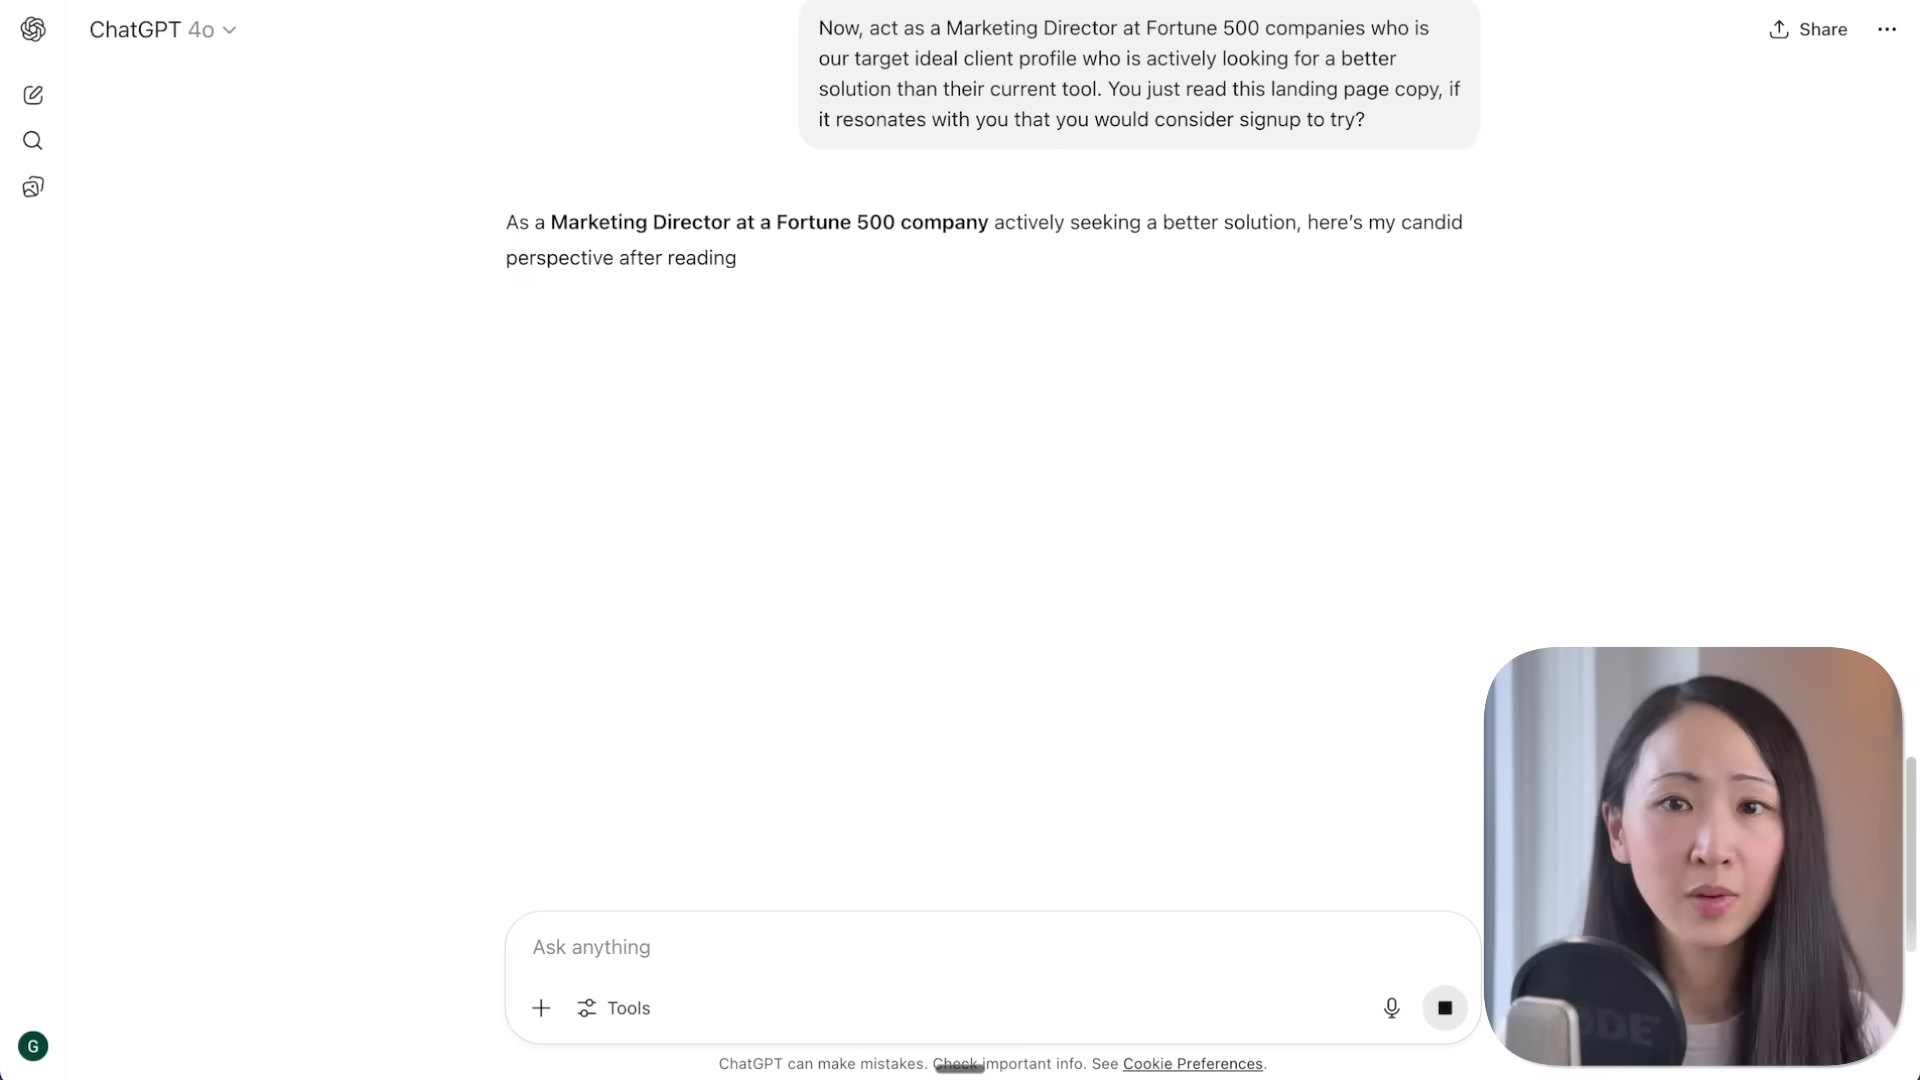 ChatGPT 4o
Share
Now, act as a Marketing Director at Fortune 500 companies who is
our target ideal client profile who is actively looking for a better
solution than their current tool. You just read this landing page copy, if
it resonates with you that you would consider signup to try?
As a Marketing Director at a Fortune 500 company actively seeking a better solution, here’s my candid
perspective after reading
Ask anything
Tools
ChatGPT can make mistakes. Check important info. See Cookie Preferences.
G